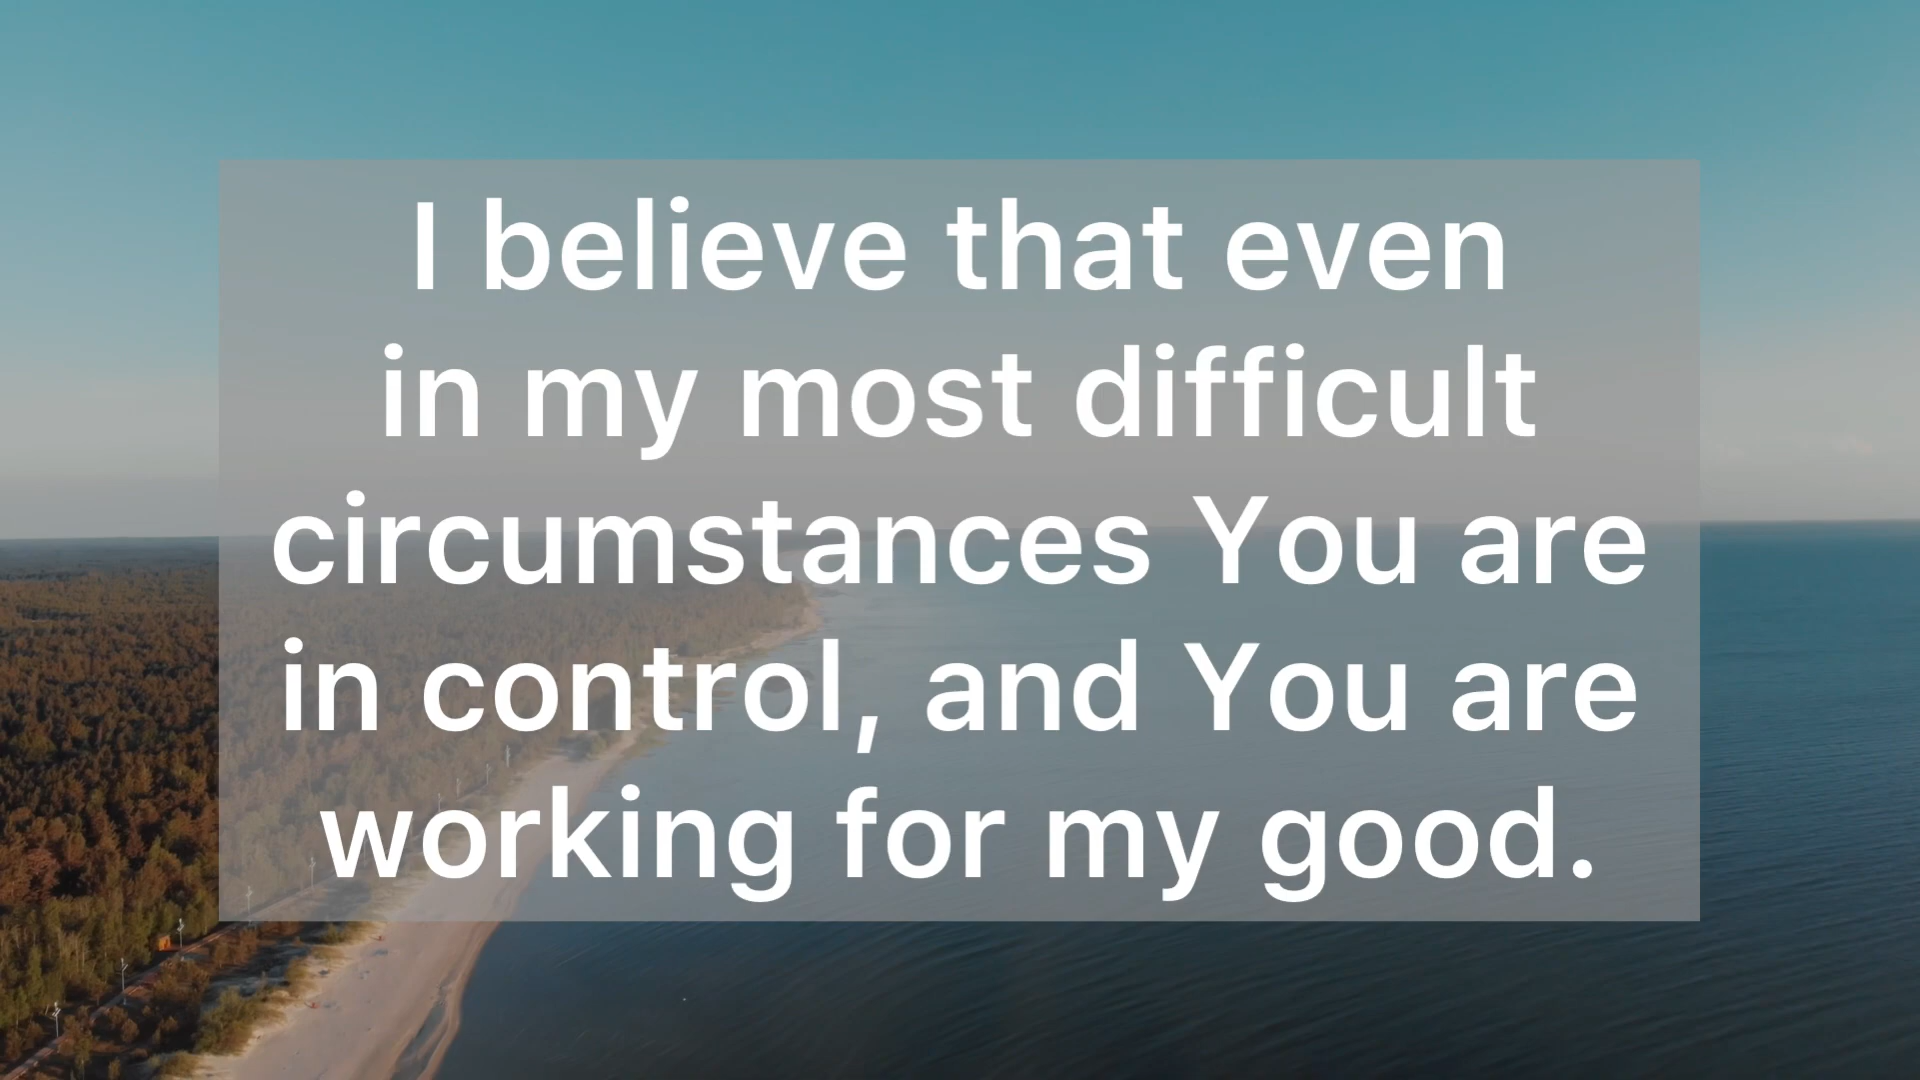 I believe that even
in my most difficult
circumstances You are
in control, and You are
working for my good.